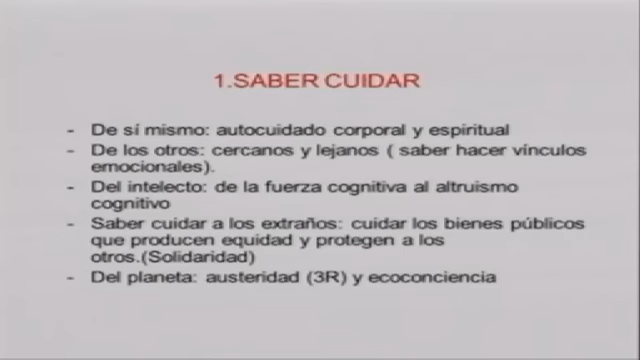 1.SABER CUIDAR
- De sí mismo: autocuidado corporal y espiritual
- De los otros: cercanos y lejanos ( saber hacer vínculos
emocionales).
- Del intelecto: de la fuerza cognitiva al altruismo
cognitivo
- Saber cuidar a los extraños: cuidar los bienes públicos
que producen equidad y protegen a los
otros.(Solidaridad)
- Del planeta: austeridad (3R) y ecoconciencia